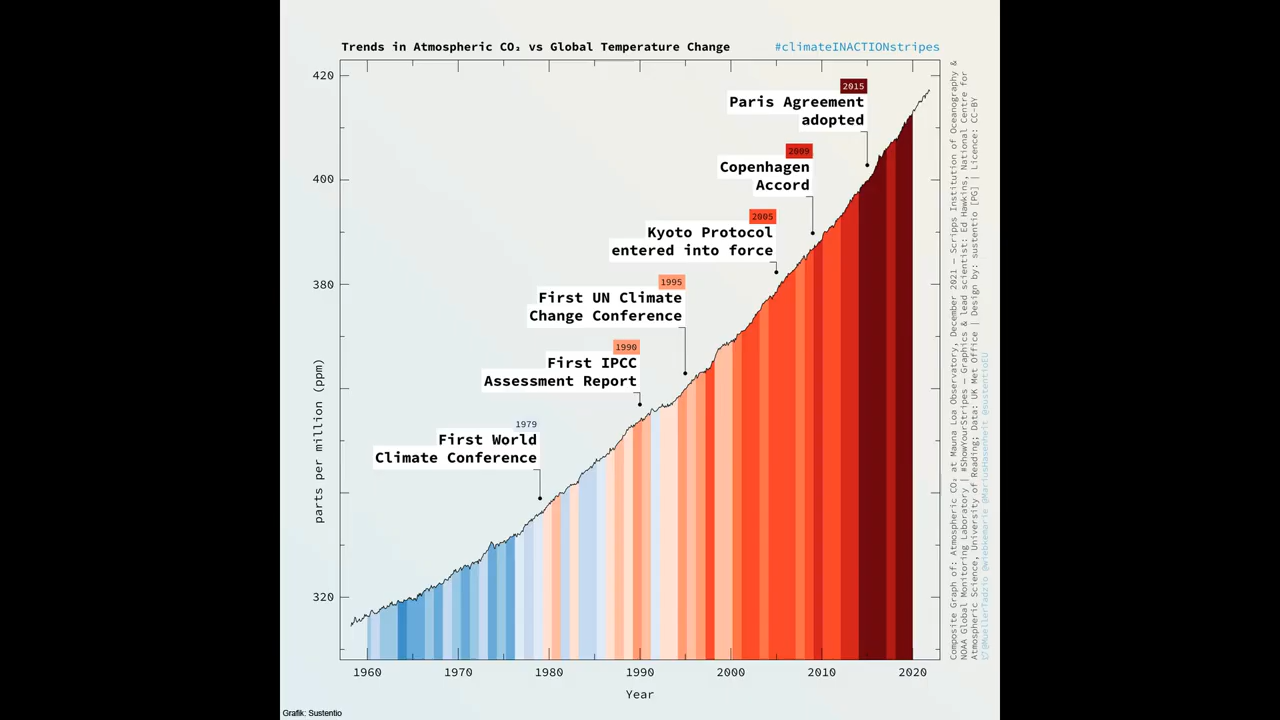 Trends in Atmospheric CO₂ vs Global Temperature Change
#climateINACTIONstripes
420
400
380
320
parts per million (ppm)
2015
Paris Agreement
adopted
2009
Copenhagen
Accord
2005
Kyoto Protocol
entered into force
1995
First UN Climate
Change Conference
1990
First IPCC
Assessment Report
1979
First World
Climate Conference
1960
1970
1980
1990
2000
2010
2020
Year
Composite Graph of: Atmospheric CO₂ at Mauna Loa Observatory, December 2021 – Scripps Institution of Oceanography &
NOAA Global Monitoring Laboratory | #ShowYourStripes – Graphics & lead scientist: Ed Hawkins, National Centre for
Atmospheric Science, University of Reading; Data: UK Met Office | Design by: sustentio [PG] | Licence: CC-BY
@MuellerTadzio @wiebkemarie @MariusHasenheit @sustentioEU
Grafik: Sustentio